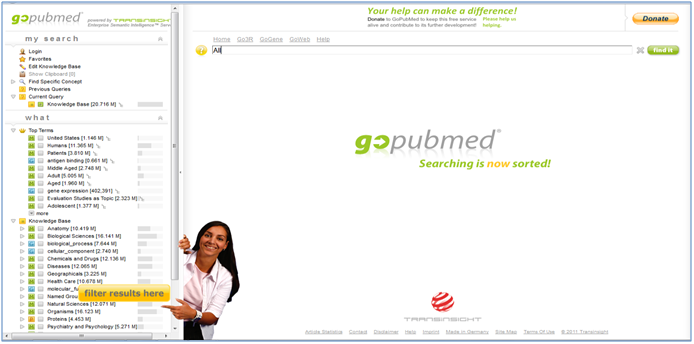 gopubmed
powered by TRANSINSIGHT
Enterprise Semantic Intelligence™ Serv
my search
Login
Favorites
Edit Knowledge Base
Show Clipboard [0]
Find Specific Concept
Previous Queries
Current Query
Knowledge Base [20.716 M]
what
Top Terms
United States [1.146 M]
Humans [11.365 M]
Patients [3.818 M]
antigen binding [0.661 M]
Middle Aged [2.748 M]
Adult [5.005 M]
Aged [1.960 M]
gene expression [482,391]
Evaluation Studies as Topic [2.323 M]
Adolescent [1.377 M]
more
Knowledge Base
Anatomy [10.419 M]
Biological Sciences [16.141 M]
biological_process [7.644 M]
cellular_component [2.746 M]
Chemicals and Drugs [12.136 M]
Diseases [12.065 M]
Geographicals [3.225 M]
Health Care [10.678 M]
molecular_fu
Named Grou
Natural Sciences [12.071 M]
Organisms [16.123 M]
Proteins [4.453 M]
Psychiatry and Psychology [5.271 M]
filter results here
Your help can make a difference!
Donate to GoPubMed to keep this free service
alive and contribute to its further development!
Please help us
helping.
Donate
Home Go3R GoGene GoWeb Help
?
All
find it
gopubmed
Searching is now sorted!
TRANSINSIGHT
Article Statistics Contact Disclaimer Help Imprint Made in Germany Site Map Terms Of Use © 2011 Transinsight